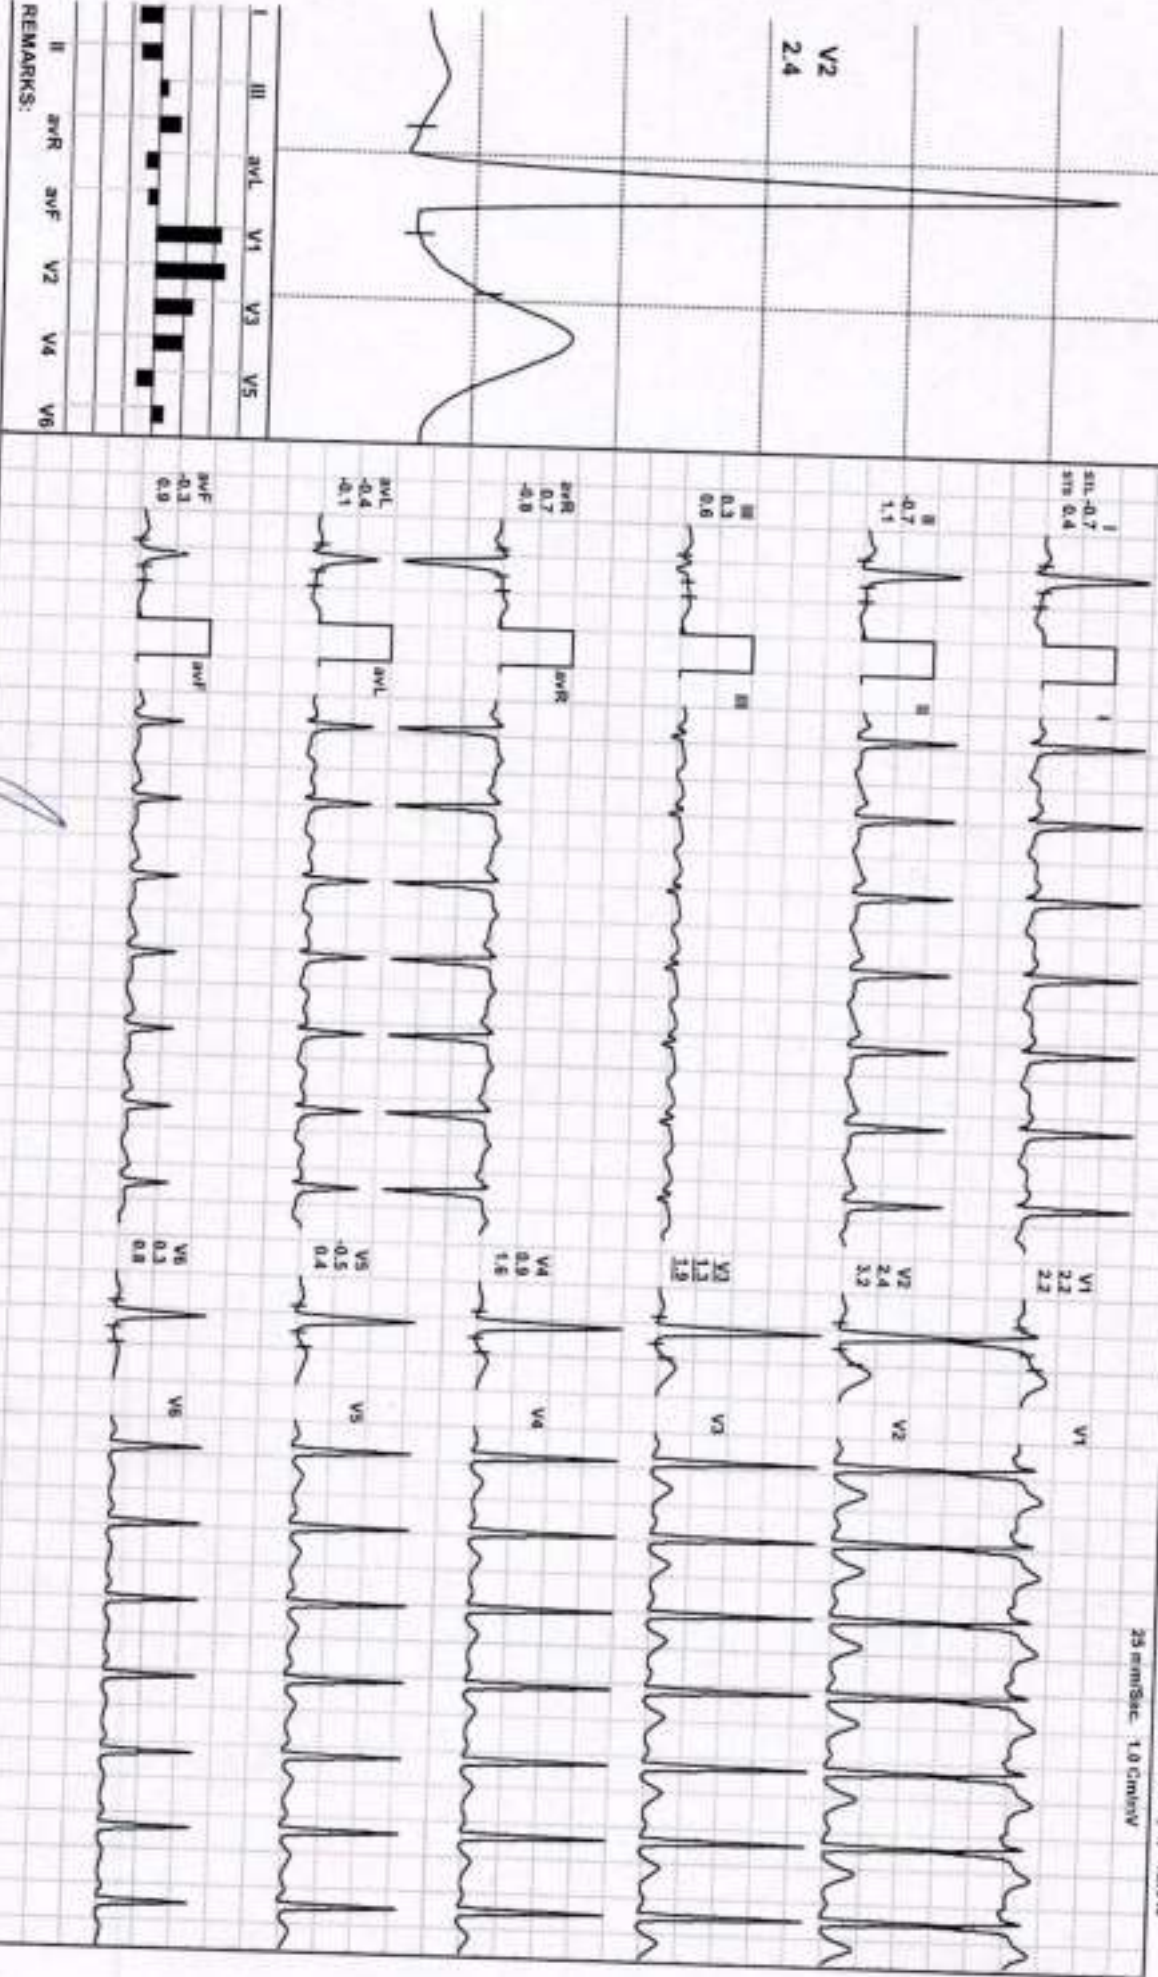 25 mm/Sec. 1.0 Cm/mV
V2
2.4
I
STL -0.7
STS 0.4
I
V1
2.2
2.2
V1
II
-0.7
1.1
II
V2
2.4
3.2
V2
III
0.3
0.6
III
V3
1.3
1.9
V3
avR
0.7
-0.8
avR
V4
0.9
1.6
V4
avL
-0.4
-0.1
avL
V5
-0.5
0.4
V5
avF
-0.3
0.9
avF
V6
0.3
0.8
V6
I III avL V1 V3 V5
II avR avF V2 V4 V6
REMARKS: